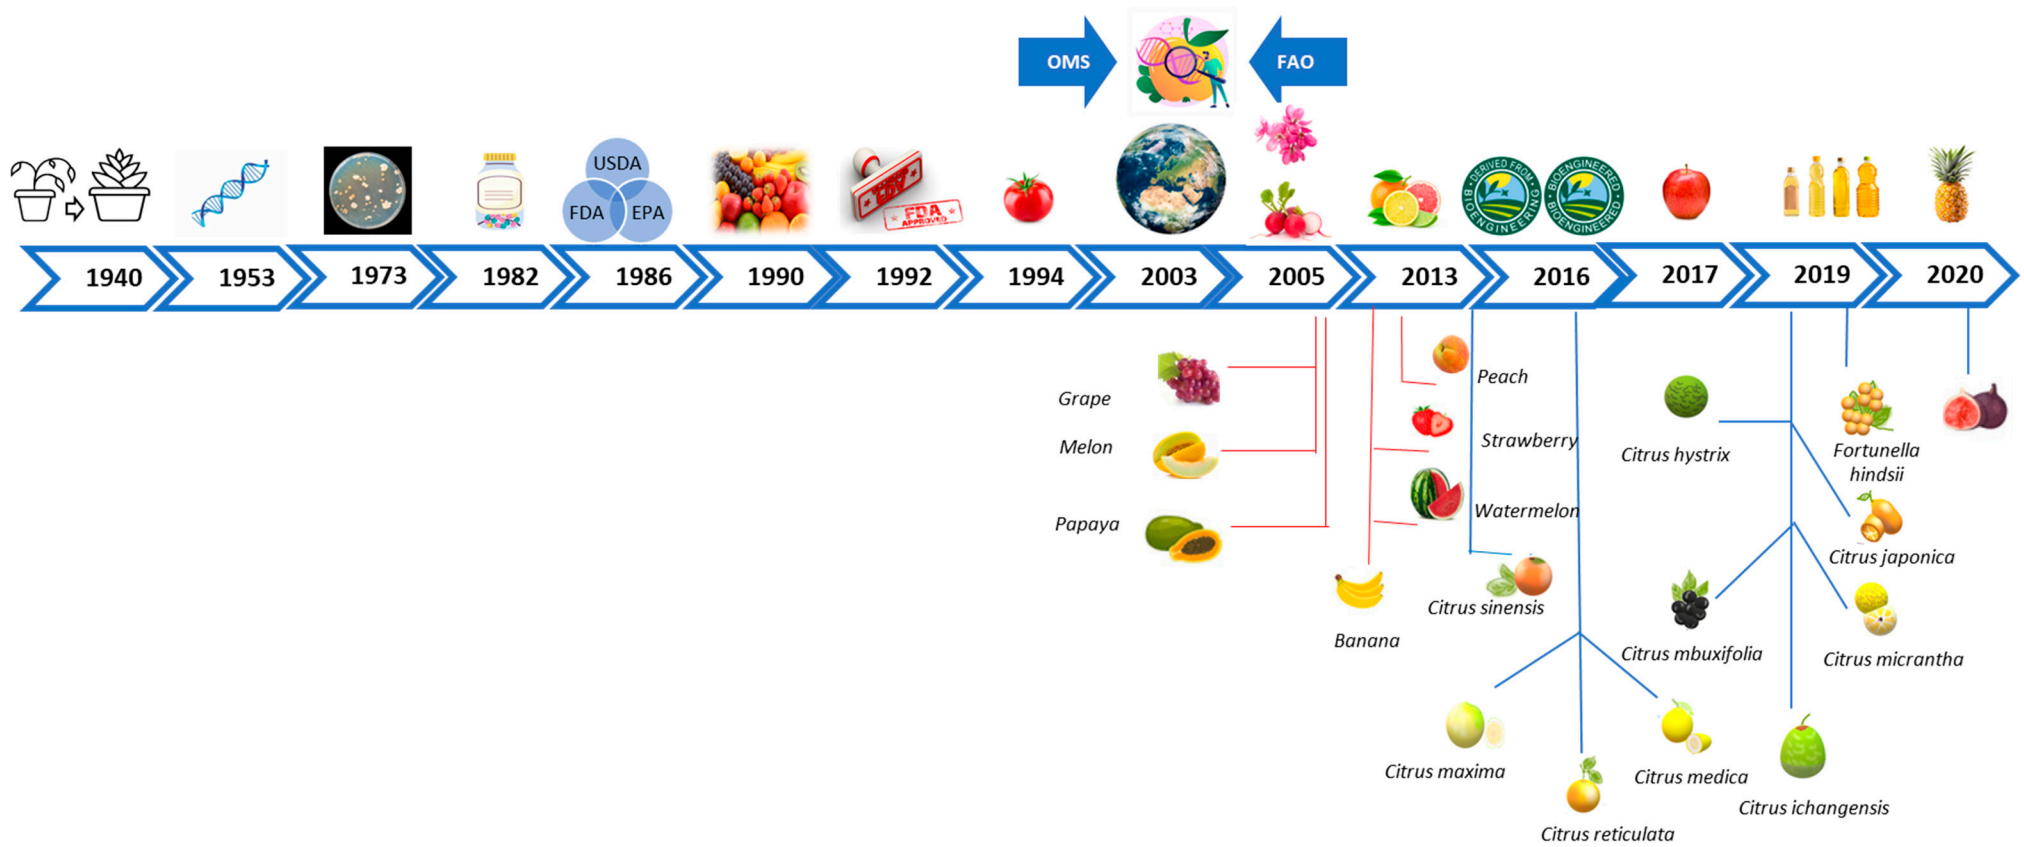 OMS
FAO
USDA
FDA
EPA
FDA
FDA
APPROVED
DERIVED FROM
BIOENGINEERING
BIOENGINEERED
BIOENGINEERED
1940
1953
1973
1982
1986
1990
1992
1994
2003
2005
2013
2016
2017
2019
2020
Grape
Melon
Papaya
Banana
Peach
Strawberry
Watermelon
Citrus sinensis
Citrus maxima
Citrus reticulata
Citrus medica
Citrus hystrix
Citrus mbuxifolia
Citrus ichangensis
Fortunella
hindsii
Citrus japonica
Citrus micrantha